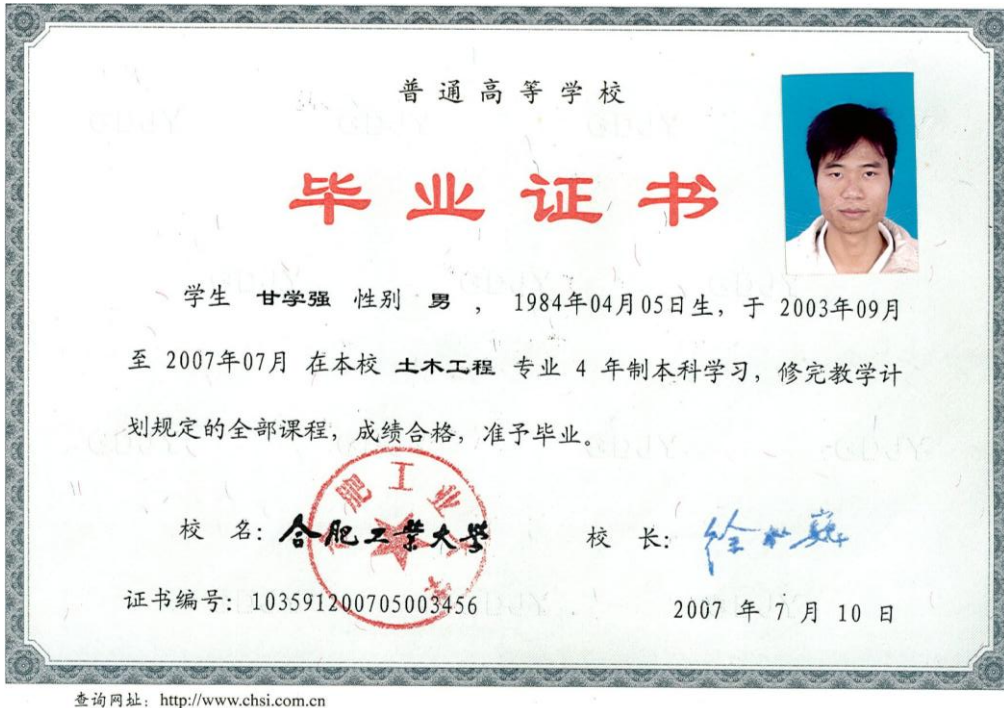 普通高等学校
毕业证书
学生 甘学强 性别 男 ， 1984年04月05日生，于 2003年09月
至 2007年07月 在本校 土木工程 专业 4 年制本科学习，修完教学计
划规定的全部课程，成绩合格，准予毕业。
校 名：合肥工業大學 校 长：
证书编号：103591200705003456 2007 年 7 月 10 日
查询网址：http://www.chsi.com.cn